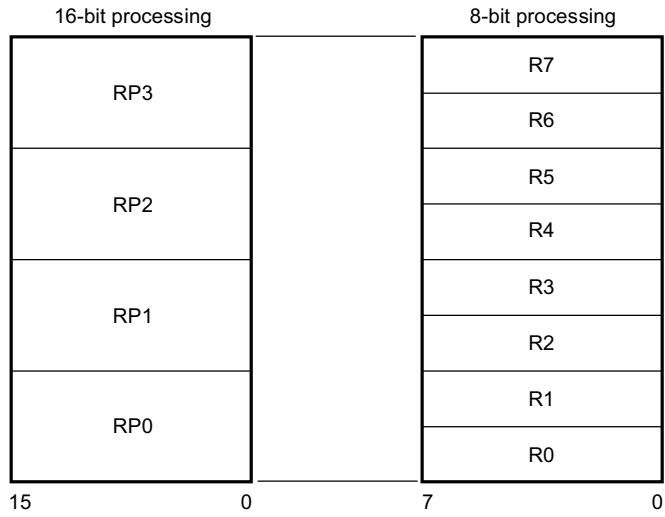 16-bit processing
8-bit processing
RP3
RP2
RP1
RP0
R7
R6
R5
R4
R3
R2
R1
R0
15 0 7 0